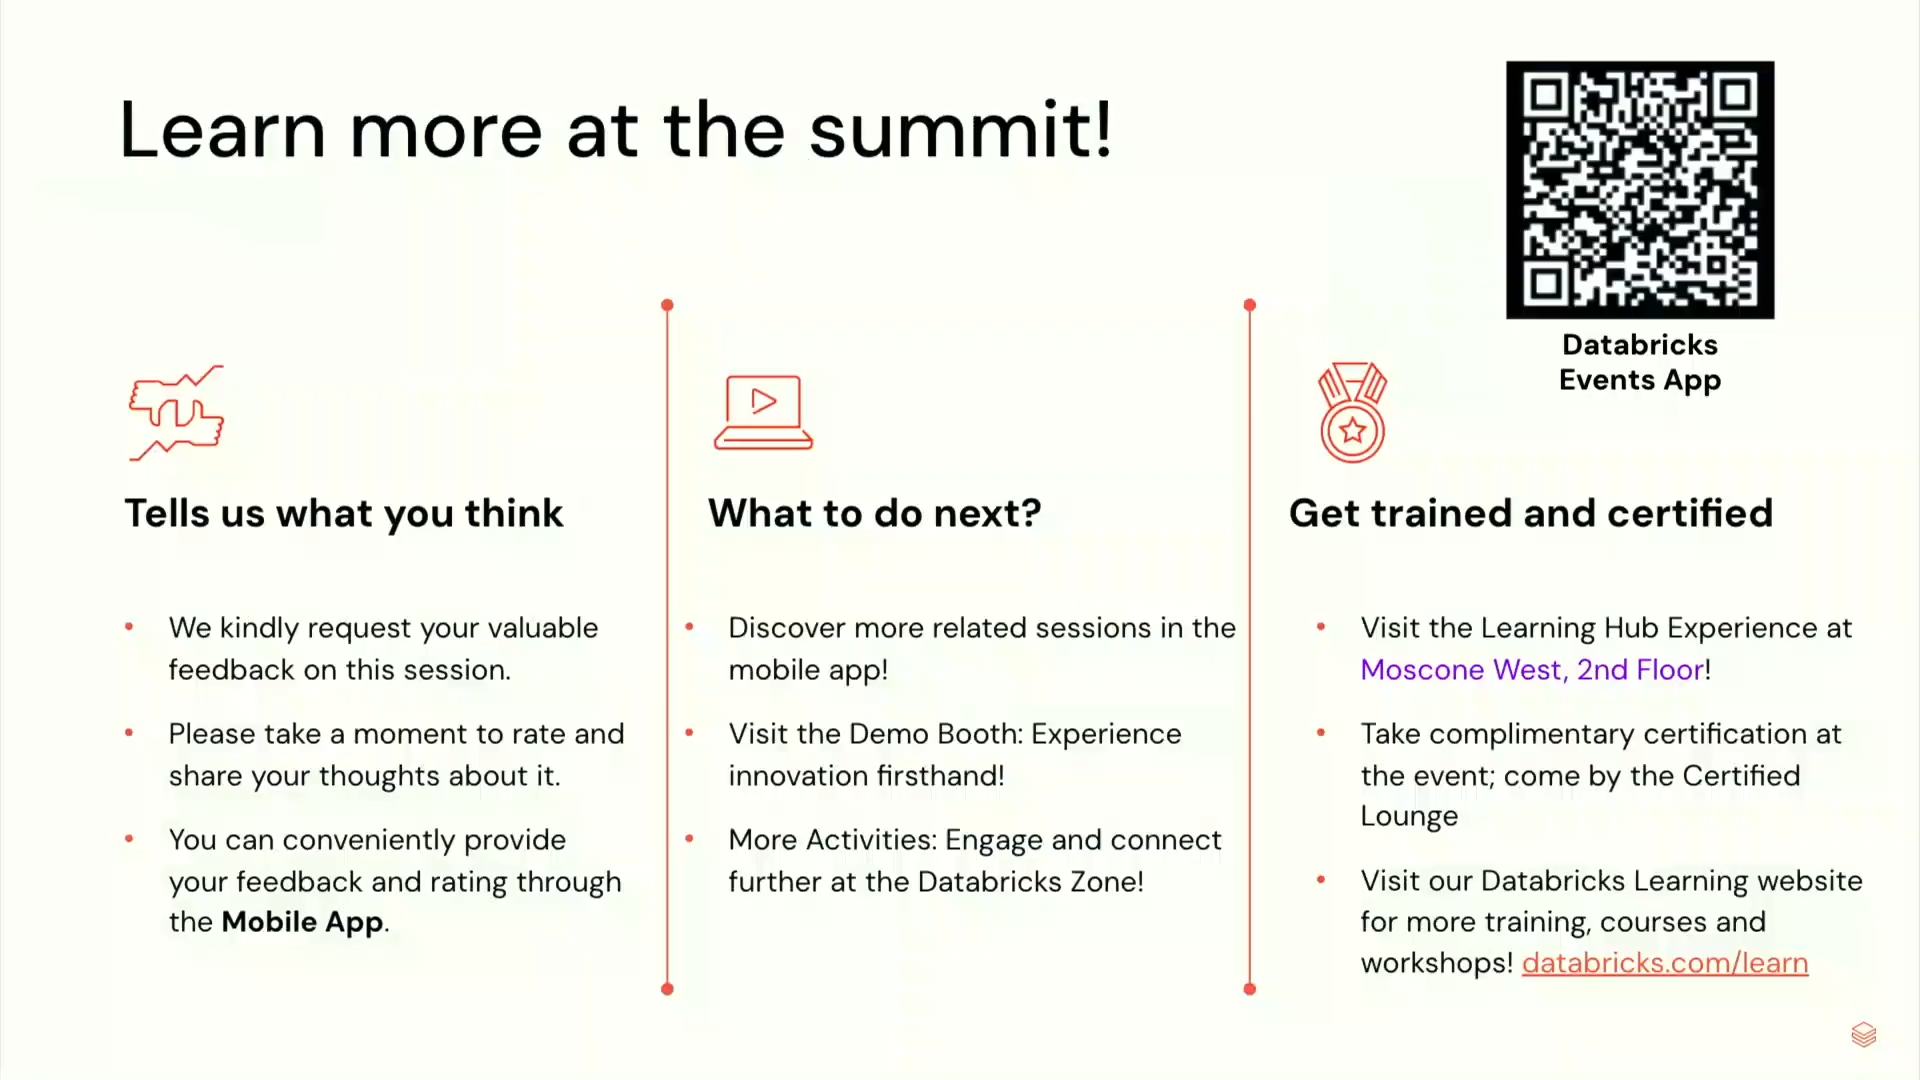 Learn more at the summit!
Databricks
Events App
Tells us what you think
We kindly request your valuable
feedback on this session.
Please take a moment to rate and
share your thoughts about it.
You can conveniently provide
your feedback and rating through
the Mobile App.
What to do next?
Discover more related sessions in the
mobile app!
Visit the Demo Booth: Experience
innovation firsthand!
More Activities: Engage and connect
further at the Databricks Zone!
Get trained and certified
Visit the Learning Hub Experience at
Moscone West, 2nd Floor!
Take complimentary certification at
the event; come by the Certified
Lounge
Visit our Databricks Learning website
for more training, courses and
workshops! databricks.com/learn